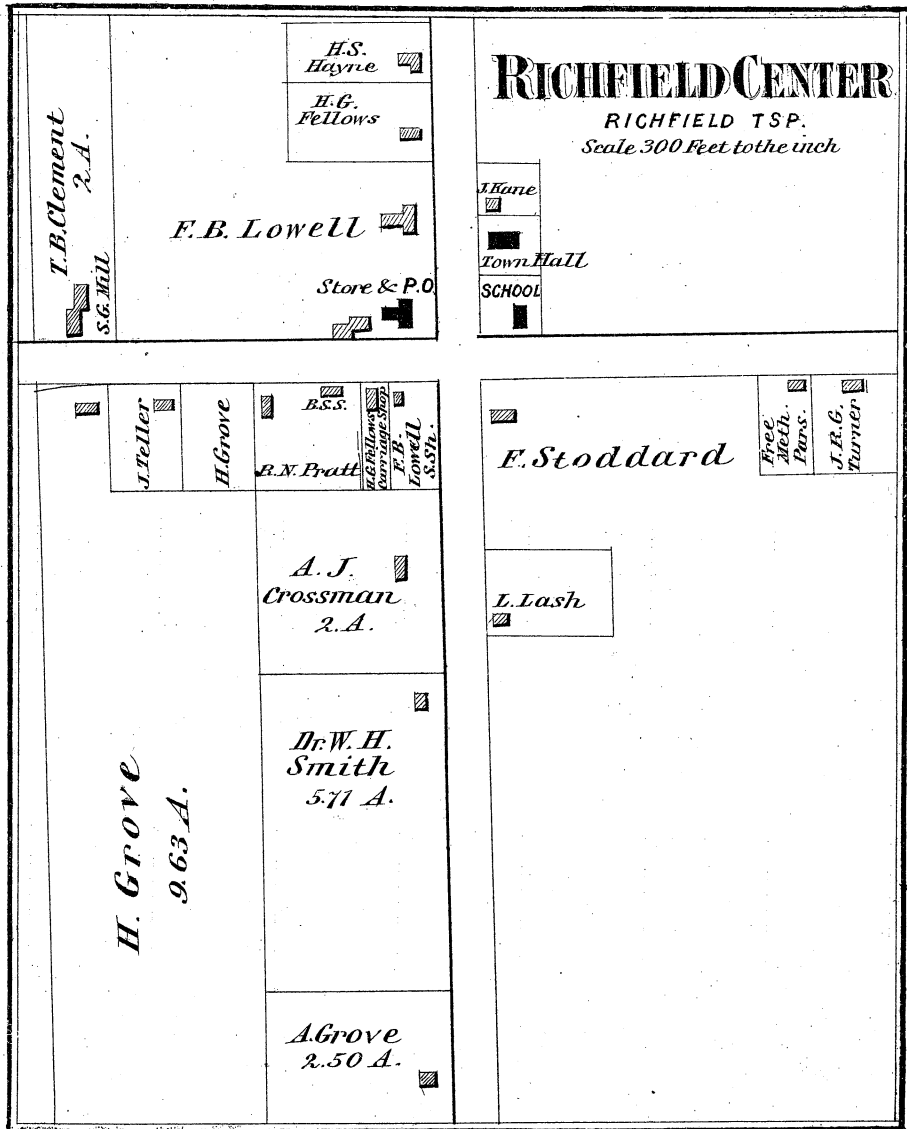 RICHFIELD CENTER
RICHFIELD TSP.
Scale 300 Feet to the inch
T.B. Clement
2 A.
S.G. Mill
H.S.
Hayne
H.G.
Fellows
F.B. Lowell
Store & P.O.
J. Kane
Town Hall
SCHOOL
J. Teller
H. Grove
B.S.S.
R.N. Pratt
H.G. Fellows
Carriage Shop
F.B.
Lowell
S.Sh.
F. Stoddard
Free
Meth.
Pars.
J.R.G.
Turner
A. J.
Crossman
2. A.
L. Lash
Dr. W. H.
Smith
5.71 A.
H. Grove
9.63 A.
A. Grove
2.50 A.